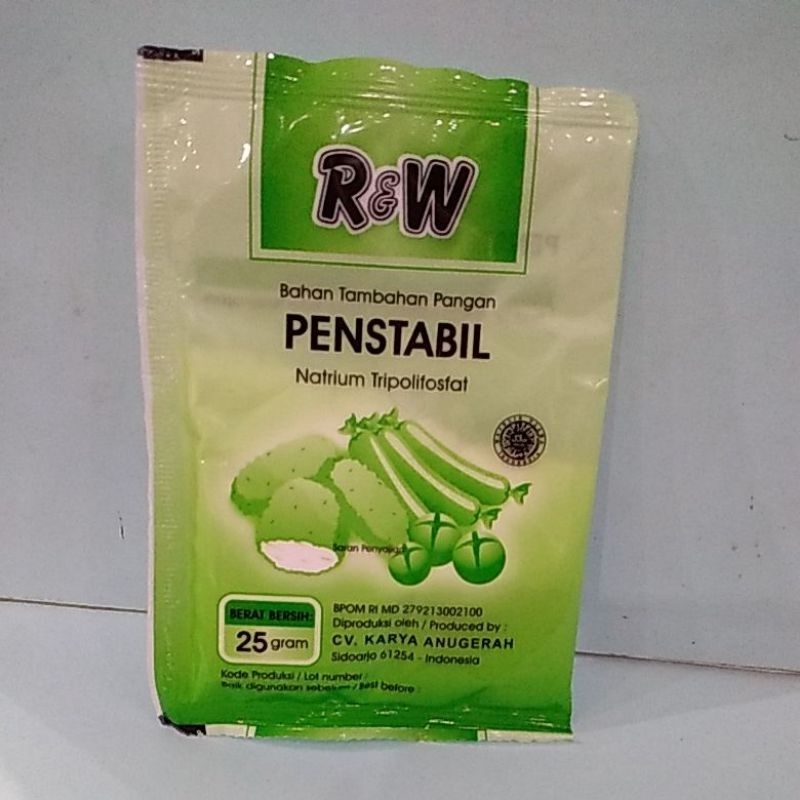 R&W
Bahan Tambahan Pangan
PENSTABIL
Natrium Tripolifosfat
Saran Penyajian
BERAT BERSIH:
25 gram
BPOM RI MD 279213002100
Diproduksi oleh / Produced by :
CV. KARYA ANUGERAH
Sidoarjo 61254 - Indonesia
Kode Produksi / Lot number :
Baik digunakan sebelum / Best before :